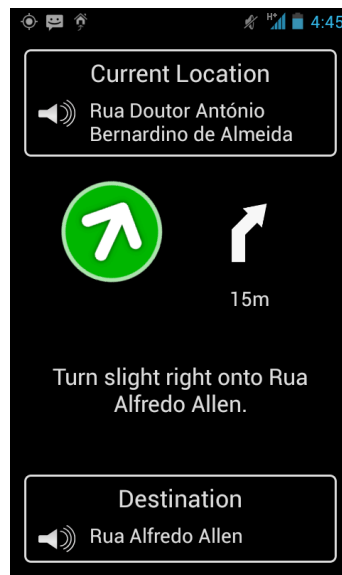 H+ 4:45
Current Location
Rua Doutor António
Bernardino de Almeida
15m
Turn slight right onto Rua
Alfredo Allen.
Destination
Rua Alfredo Allen